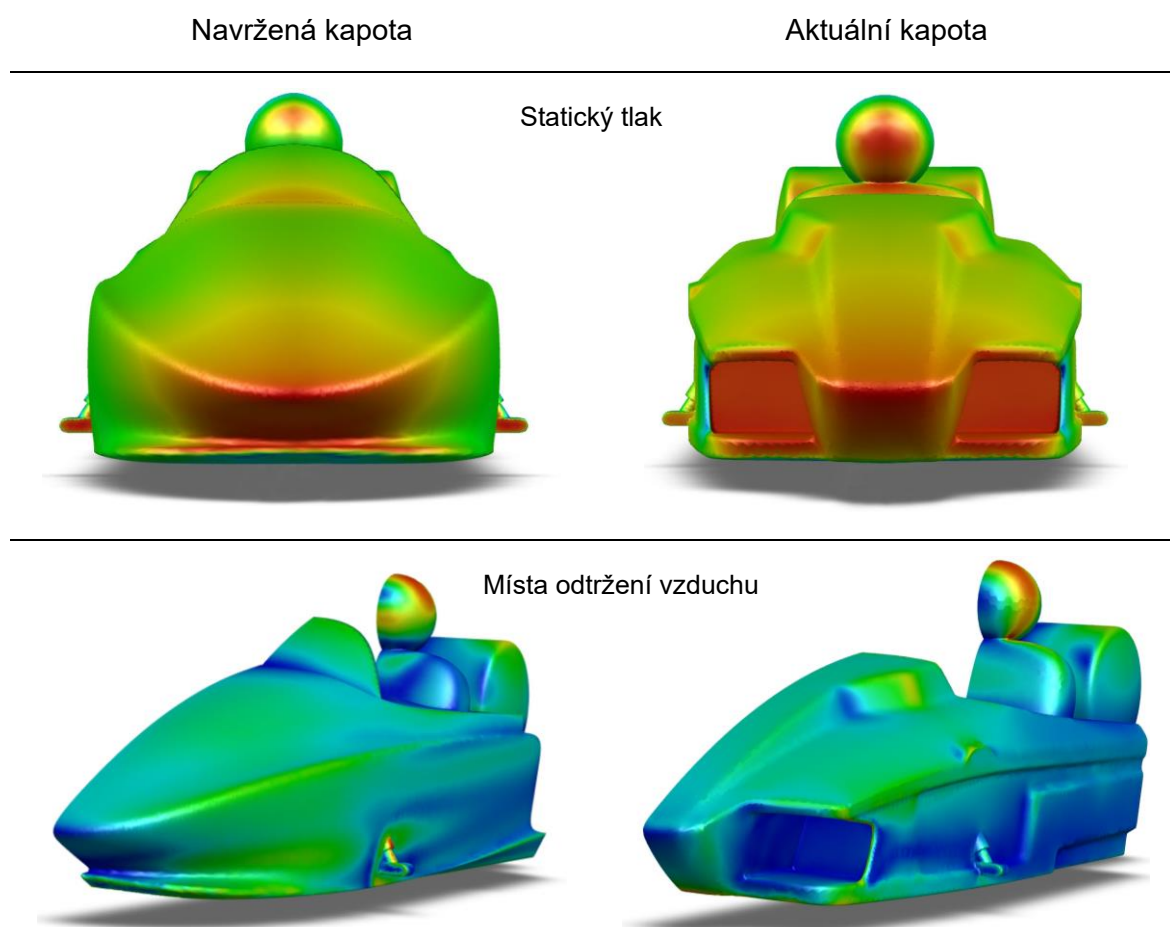 Navržená kapota
Aktuální kapota
Statický tlak
Místa odtržení vzduchu